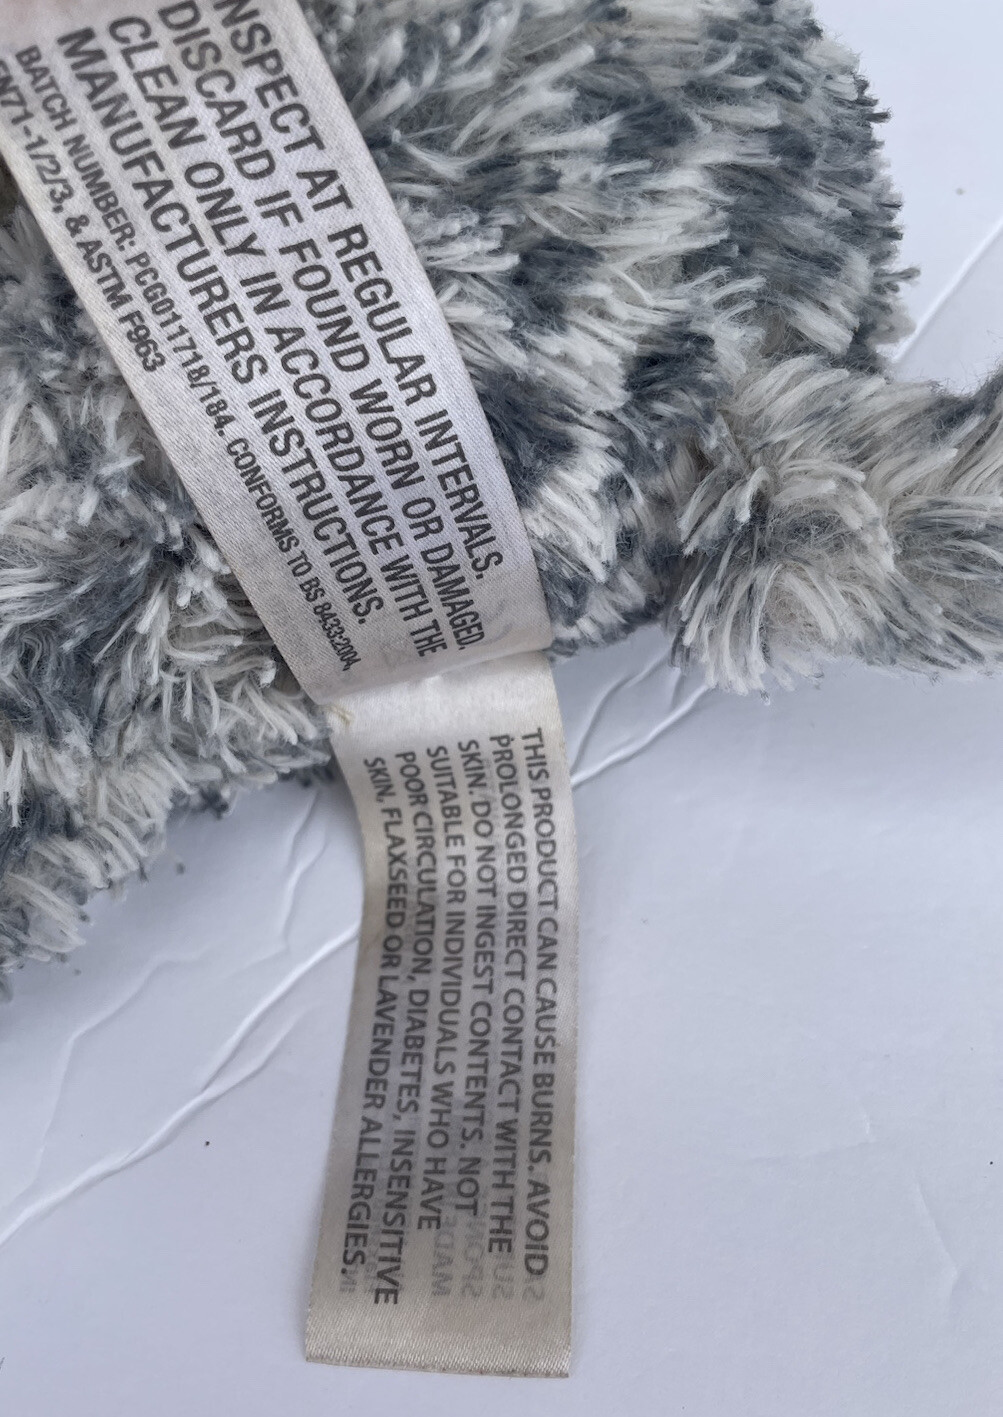 INSPECT AT REGULAR INTERVALS.
DISCARD IF FOUND WORN OR DAMAGED.
CLEAN ONLY IN ACCORDANCE WITH THE
MANUFACTURERS INSTRUCTIONS.
BATCH NUMBER: PCG011718/184. CONFORMS TO BS 8433:2004,
EN71-1/2/3, & ASTM F963
THIS PRODUCT CAN CAUSE BURNS. AVOID
PROLONGED DIRECT CONTACT WITH THE
SKIN. DO NOT INGEST CONTENTS. NOT
SUITABLE FOR INDIVIDUALS WHO HAVE
POOR CIRCULATION, DIABETES, INSENSITIVE
SKIN, FLAXSEED OR LAVENDER ALLERGIES.